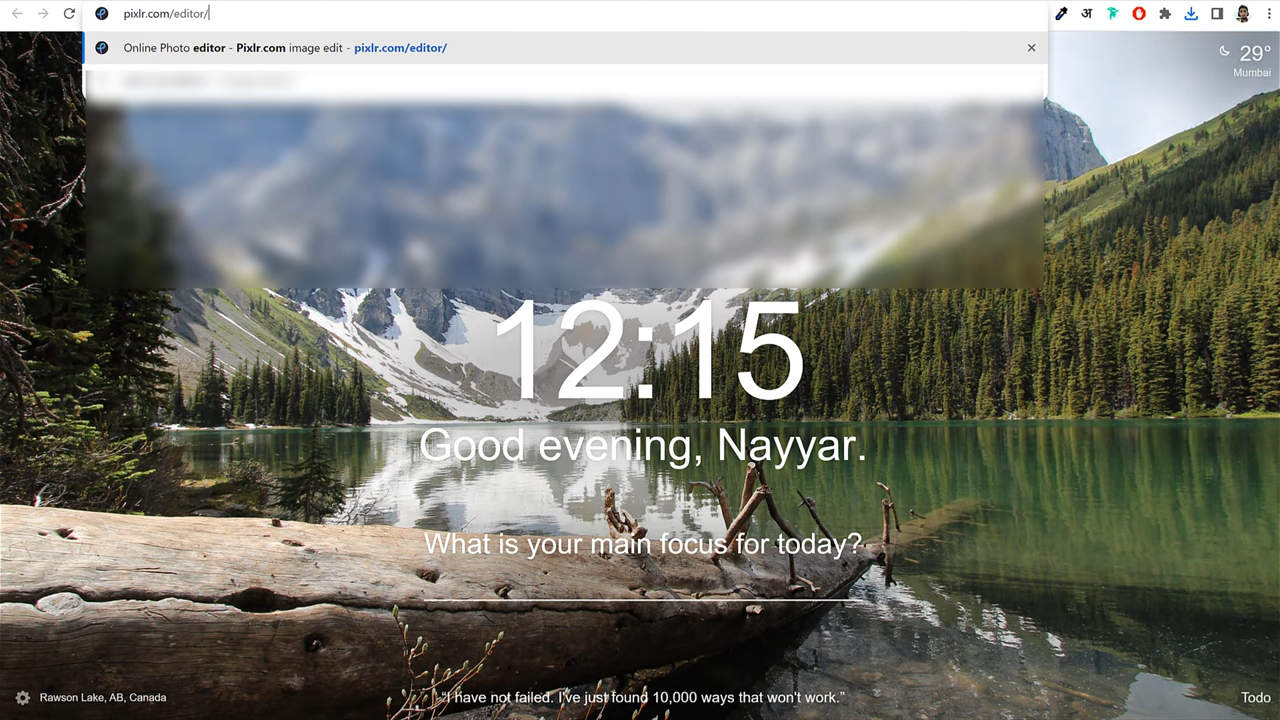 pixlr.com/editor/
अ
Online Photo editor - Pixlr.com image edit - pixlr.com/editor/
29°
Mumbai
12:15
Good evening, Nayyar.
What is your main focus for today?
Rawson Lake, AB, Canada
“I have not failed. I've just found 10,000 ways that won't work.”
Todo